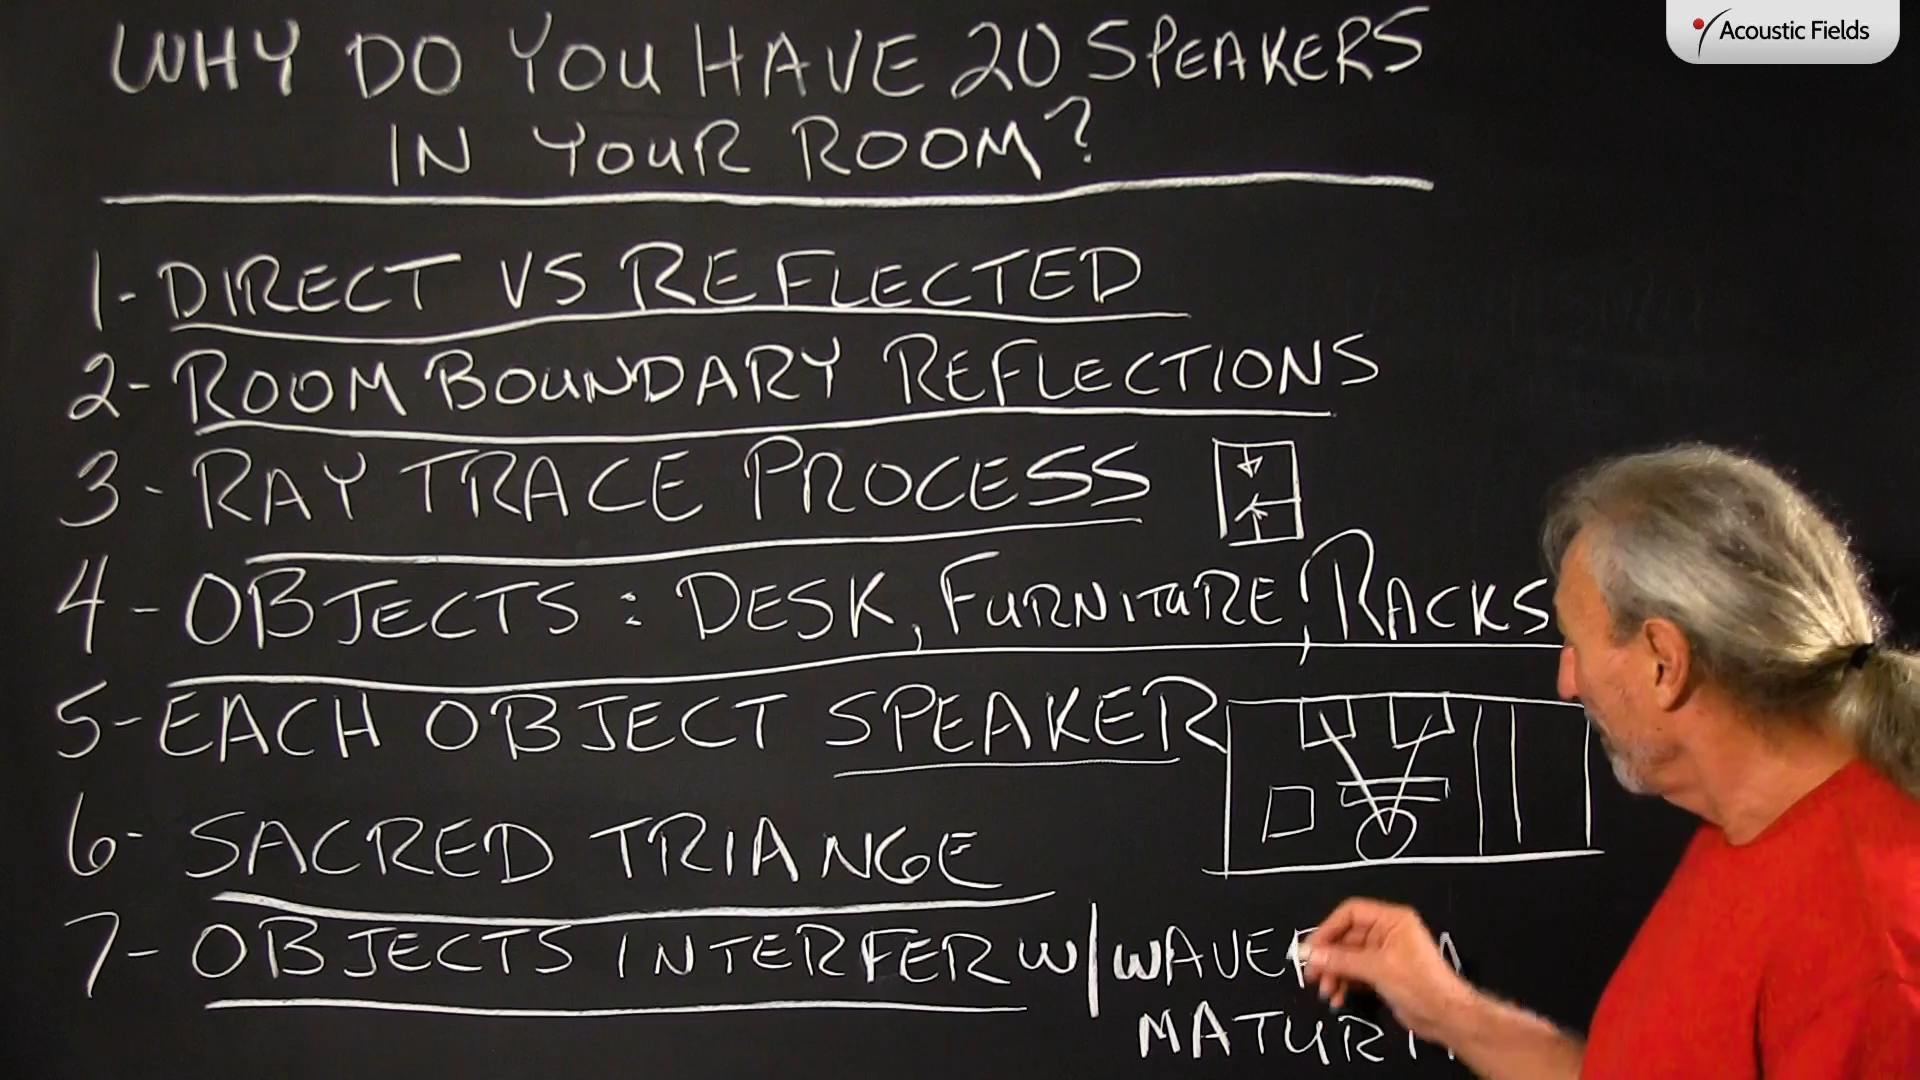 Acoustic Fields
WHY DO YOU HAVE 20 SPEAKERS
IN YOUR ROOM?
1- DIRECT VS REFLECTED
2- ROOM BOUNDARY REFLECTIONS
3- RAY TRACE PROCESS
4- OBJECTS : DESK, FURNITURE, RACKS
5- EACH OBJECT SPEAKER
6- SACRED TRIANGE
7- OBJECTS INTERFER W/